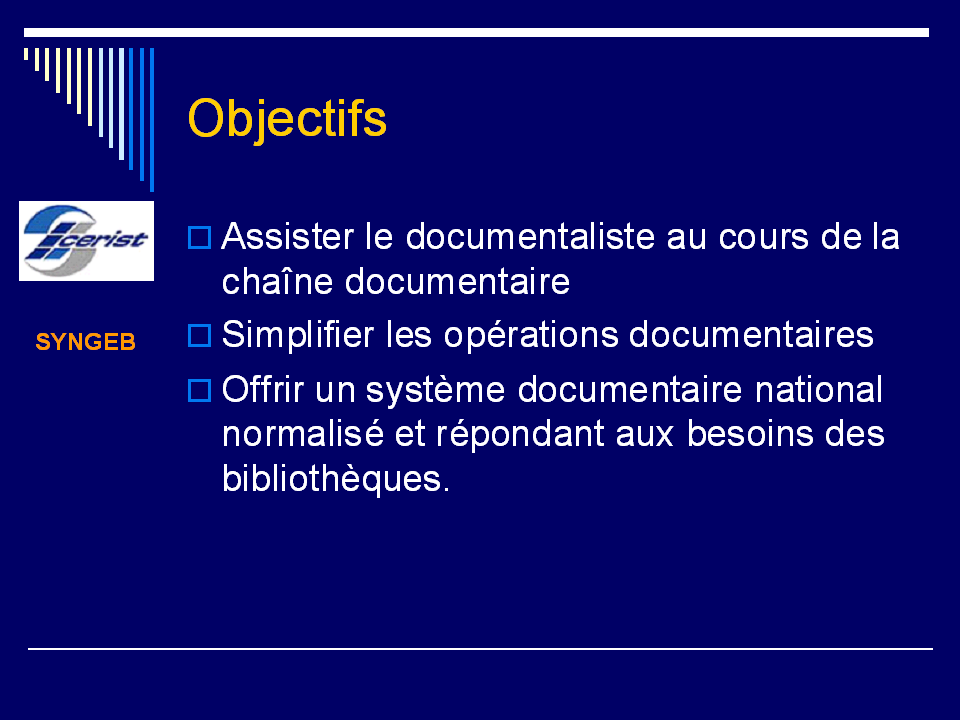 Objectifs
cerist
SYNGEB
Assister le documentaliste au cours de la
chaîne documentaire
Simplifier les opérations documentaires
Offrir un système documentaire national
normalisé et répondant aux besoins des
bibliothèques.